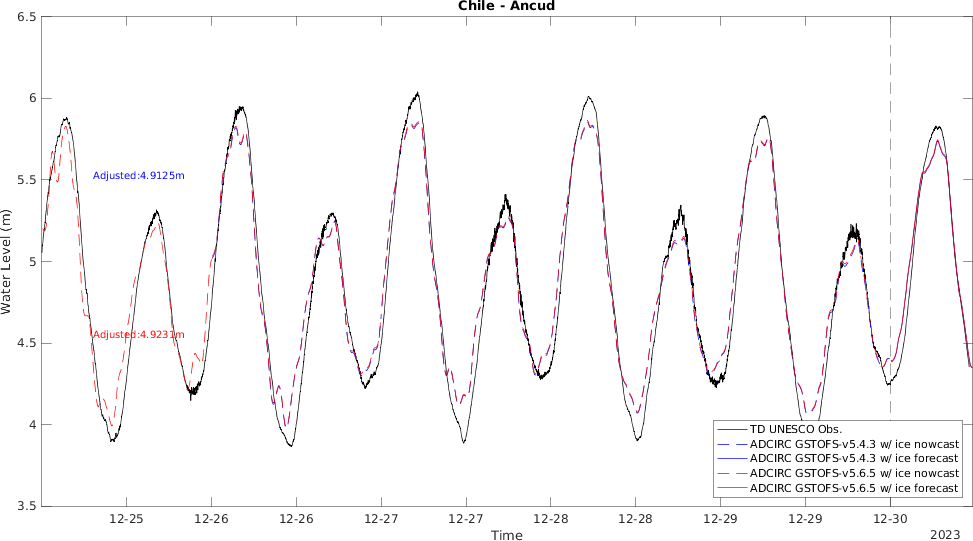 Chile - Ancud
6.5
6
5.5
5
4.5
4
3.5
Water Level (m)
Adjusted:4.9125m
Adjusted:4.9231m
TD UNESCO Obs.
ADCIRC GSTOFS-v5.4.3 w/ ice nowcast
ADCIRC GSTOFS-v5.4.3 w/ ice forecast
ADCIRC GSTOFS-v5.6.5 w/ ice nowcast
ADCIRC GSTOFS-v5.6.5 w/ ice forecast
12-25 12-26 12-26 12-27 12-27 12-28 12-28 12-29 12-29 12-30
Time
2023